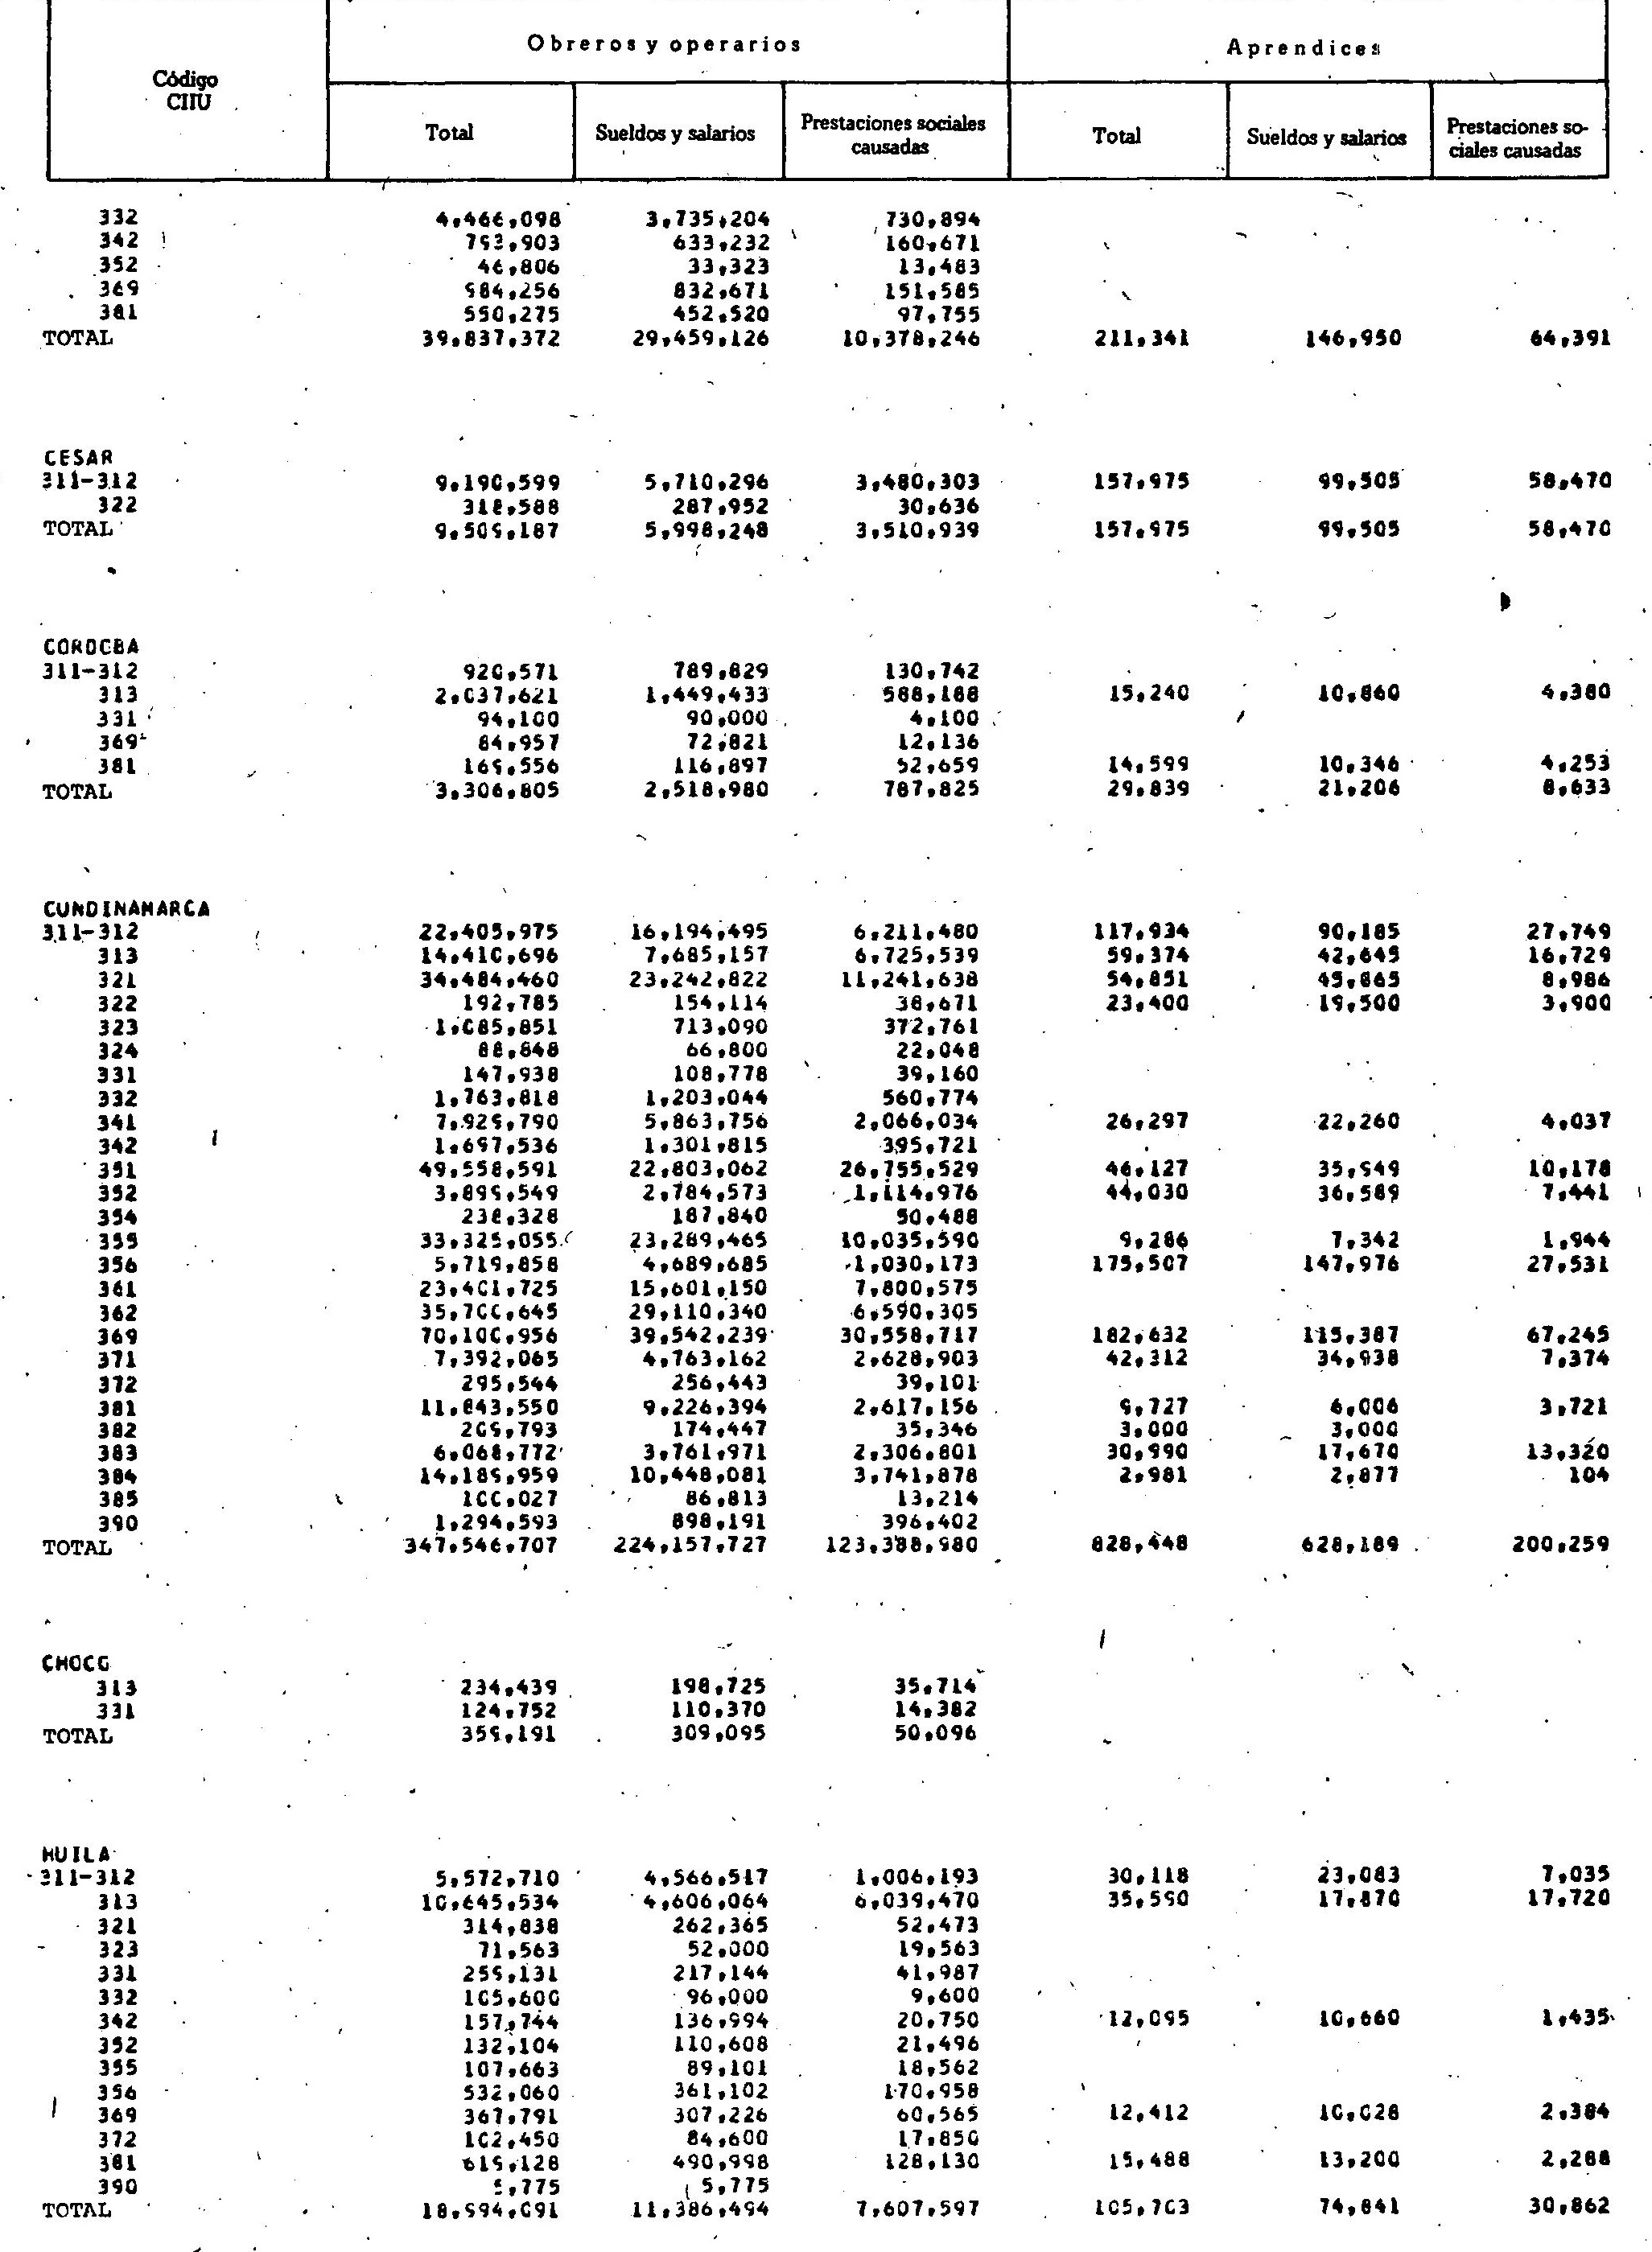 Código CIIU Obreros y operarios Aprendices
Total Sueldos y salarios Prestaciones sociales causadas Total Sueldos y salarios Prestaciones so-ciales causadas
332 4,466,098 3,735,204 730,894
342 793,903 633,232 160,671
352 46,806 33,323 13,483
369 984,256 832,671 151,585
381 550,275 452,520 97,755
TOTAL 39,837,372 29,459,126 10,378,246 211,341 146,950 64,391
CESAR
311-312 9,190,599 5,710,296 3,480,303 157,975 99,505 58,470
322 318,588 287,952 30,636
TOTAL 9,509,187 5,998,248 3,510,939 157,975 99,505 58,470
CORDOBA
311-312 920,571 789,829 130,742
313 2,037,621 1,449,433 588,188 15,240 10,860 4,380
331 94,100 90,000 4,100
369 84,957 72,821 12,136
381 169,556 116,897 52,659 14,599 10,346 4,253
TOTAL 3,306,805 2,518,980 787,825 29,839 21,206 8,633
CUNDINAMARCA
311-312 22,405,975 16,194,495 6,211,480 117,934 90,185 27,749
313 14,410,696 7,685,157 6,725,539 59,374 42,645 16,729
321 34,484,460 23,242,822 11,241,638 54,851 45,865 8,986
322 192,785 154,114 38,671 23,400 19,500 3,900
323 1,085,851 713,090 372,761
324 88,848 66,800 22,048
331 147,938 108,778 39,160
332 1,763,818 1,203,044 560,774
341 7,929,790 5,863,756 2,066,034 26,297 22,260 4,037
342 1,697,536 1,301,815 395,721
351 49,558,591 22,803,062 26,755,529 46,127 35,949 10,178
352 3,899,549 2,784,573 1,114,976 44,030 36,589 7,441
354 238,328 187,840 50,488
355 33,325,055 23,289,465 10,035,590 9,286 7,342 1,944
356 5,719,858 4,689,685 1,030,173 175,507 147,976 27,531
361 23,401,725 15,601,150 7,800,575
362 35,700,645 29,110,340 6,590,305
369 70,100,956 39,542,239 30,558,717 182,632 115,387 67,245
371 7,392,065 4,763,162 2,628,903 42,312 34,938 7,374
372 295,544 256,443 39,101
381 11,843,550 9,226,394 2,617,156 9,727 6,006 3,721
382 209,793 174,447 35,346 3,000 3,000
383 6,068,772 3,761,971 2,306,801 30,990 17,670 13,320
384 14,189,959 10,448,081 3,741,878 2,981 2,877 104
385 100,027 86,813 13,214
390 1,294,593 898,191 396,402
TOTAL 347,546,707 224,157,727 123,388,980 828,448 628,189 200,259
CHOCO
313 234,439 198,725 35,714
331 124,752 110,370 14,382
TOTAL 359,191 309,095 50,096
HUILA
311-312 5,572,710 4,566,517 1,006,193 30,118 23,083 7,035
313 10,645,534 4,606,064 6,039,470 35,590 17,870 17,720
321 314,838 262,365 52,473
323 71,563 52,000 19,563
331 259,131 217,144 41,987
332 105,600 96,000 9,600
342 157,744 136,994 20,750 12,095 10,660 1,435
352 132,104 110,608 21,496
355 107,663 89,101 18,562
356 532,060 361,102 170,958
369 367,791 307,226 60,565 12,412 10,028 2,384
372 102,450 84,600 17,850
381 619,128 490,998 128,130 15,488 13,200 2,288
390 5,775 5,775
TOTAL 18,994,091 11,386,494 7,607,597 105,703 74,841 30,862